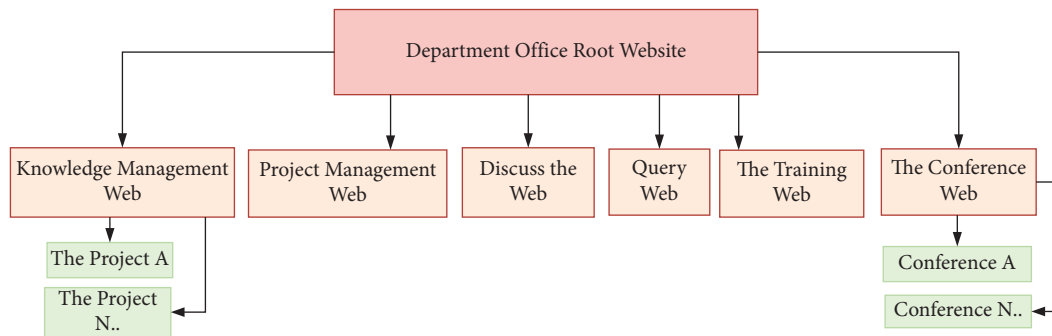 Department Office Root Website
Knowledge Management
Web
Project Management
Web
Discuss the
Web
Query
Web
The Training
Web
The Conference
Web
The Project A
The Project
N..
Conference A
Conference N..